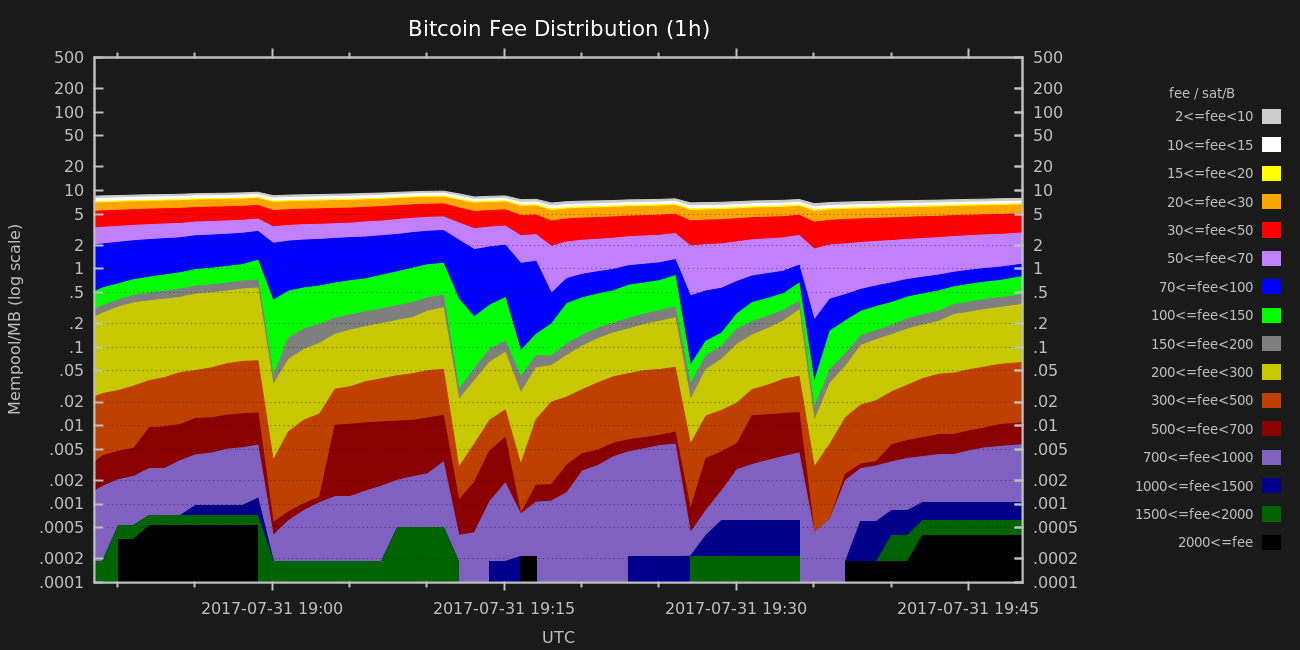 Bitcoin Fee Distribution (1h)
500 500
200 200
100 100
50 50
20 20
10 10
5 5
2 2
1 1
.5 .5
.2 .2
.1 .1
.05 .05
.02 .02
.01 .01
.005 .005
.002 .002
.001 .001
.0005 .0005
.0002 .0002
.0001 .0001
Mempool/MB (log scale)
2017-07-31 19:00 2017-07-31 19:15 2017-07-31 19:30 2017-07-31 19:45
UTC
fee / sat/B
2<=fee<10
10<=fee<15
15<=fee<20
20<=fee<30
30<=fee<50
50<=fee<70
70<=fee<100
100<=fee<150
150<=fee<200
200<=fee<300
300<=fee<500
500<=fee<700
700<=fee<1000
1000<=fee<1500
1500<=fee<2000
2000<=fee